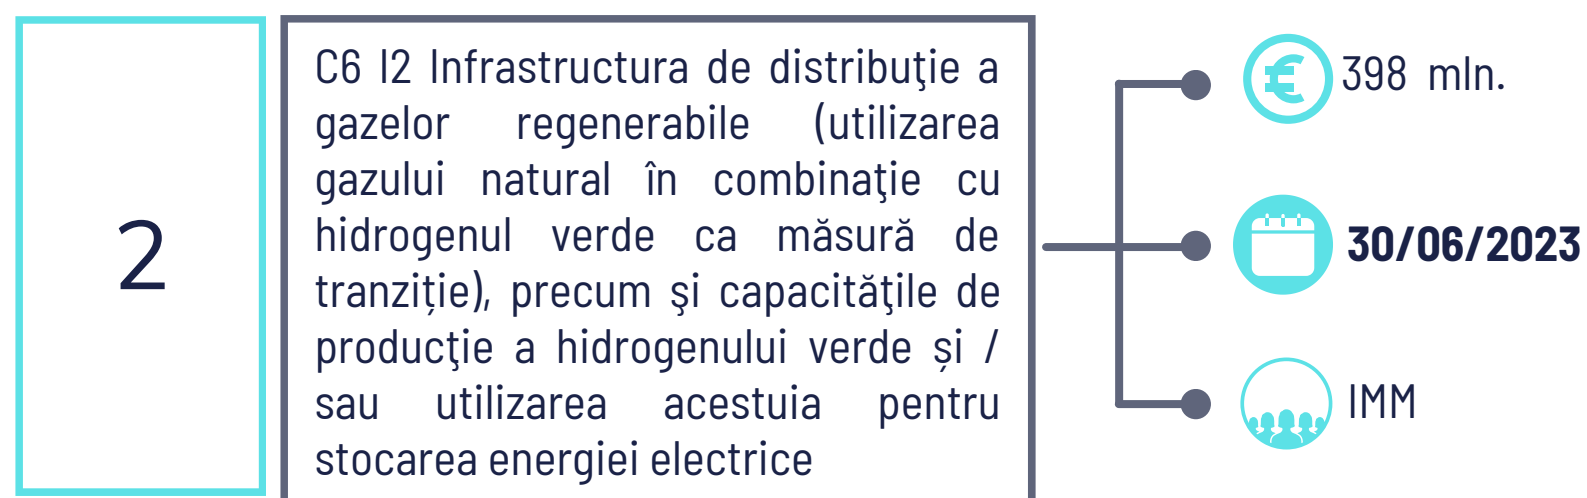 2
C6 I2 Infrastructura de distribuţie a
gazelor regenerabile (utilizarea
gazului natural în combinaţie cu
hidrogenul verde ca măsură de
tranziție), precum şi capacităţile de
producţie a hidrogenului verde și /
sau utilizarea acestuia pentru
stocarea energiei electrice
€ 398 mln.
30/06/2023
IMM